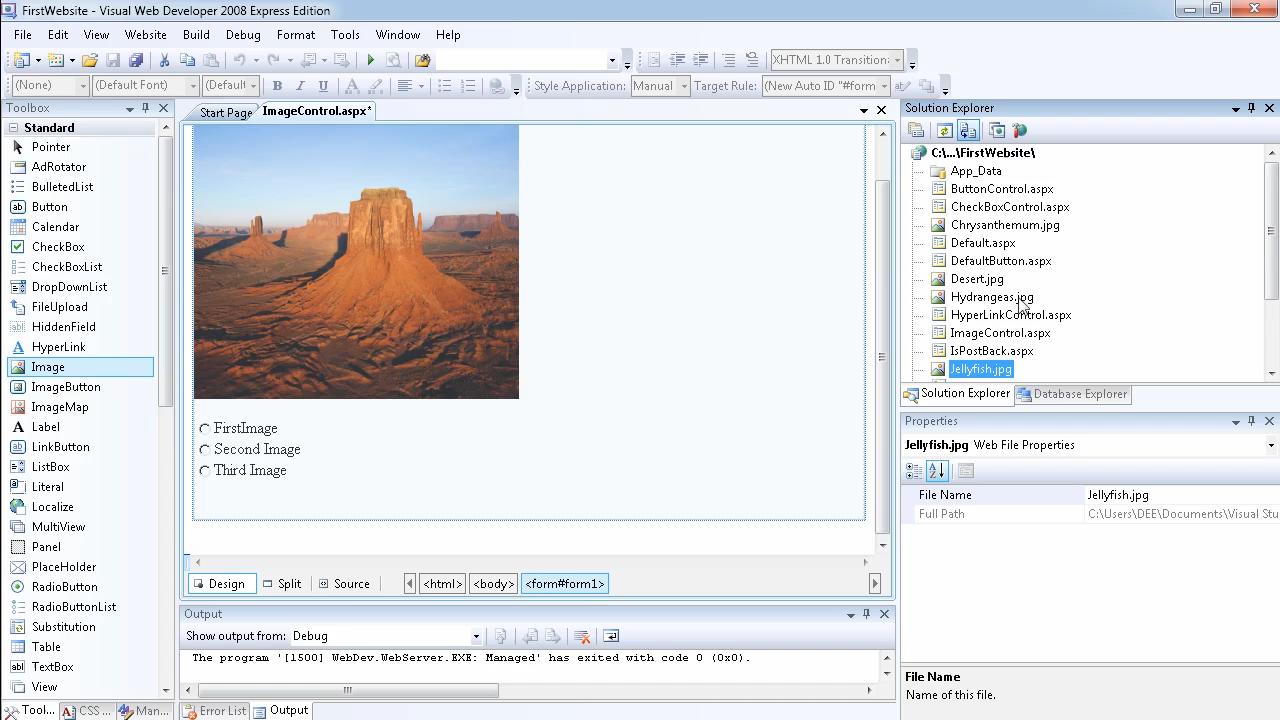 FirstWebsite - Visual Web Developer 2008 Express Edition
File Edit View Website Build Debug Format Tools Window Help
XHTML 1.0 Transition:
(None) (Default Font) (Defaul B I U A Style Application: Manual Target Rule: (New Auto ID "#form
Toolbox
Standard
Pointer
AdRotator
BulletedList
Button
Calendar
CheckBox
CheckBoxList
DropDownList
FileUpload
HiddenField
HyperLink
Image
ImageButton
ImageMap
Label
LinkButton
ListBox
Literal
Localize
MultiView
Panel
PlaceHolder
RadioButton
RadioButtonList
Substitution
Table
TextBox
View
Tool... CSS ... Man...
Start Page ImageControl.aspx*
FirstImage
Second Image
Third Image
Design Split Source <html> <body> <form#form1>
Output
Show output from: Debug
The program '[1500] WebDev.WebServer.EXE: Managed' has exited with code 0 (0x0).
Error List Output
Solution Explorer
C:\...\FirstWebsite\
App_Data
ButtonControl.aspx
CheckBoxControl.aspx
Chrysanthemum.jpg
Default.aspx
DefaultButton.aspx
Desert.jpg
Hydrangeas.jpg
HyperLinkControl.aspx
ImageControl.aspx
IsPostBack.aspx
Jellyfish.jpg
Solution Explorer Database Explorer
Properties
Jellyfish.jpg Web File Properties
File Name Jellyfish.jpg
Full Path C:\Users\DEE\Documents\Visual Stu
File Name
Name of this file.